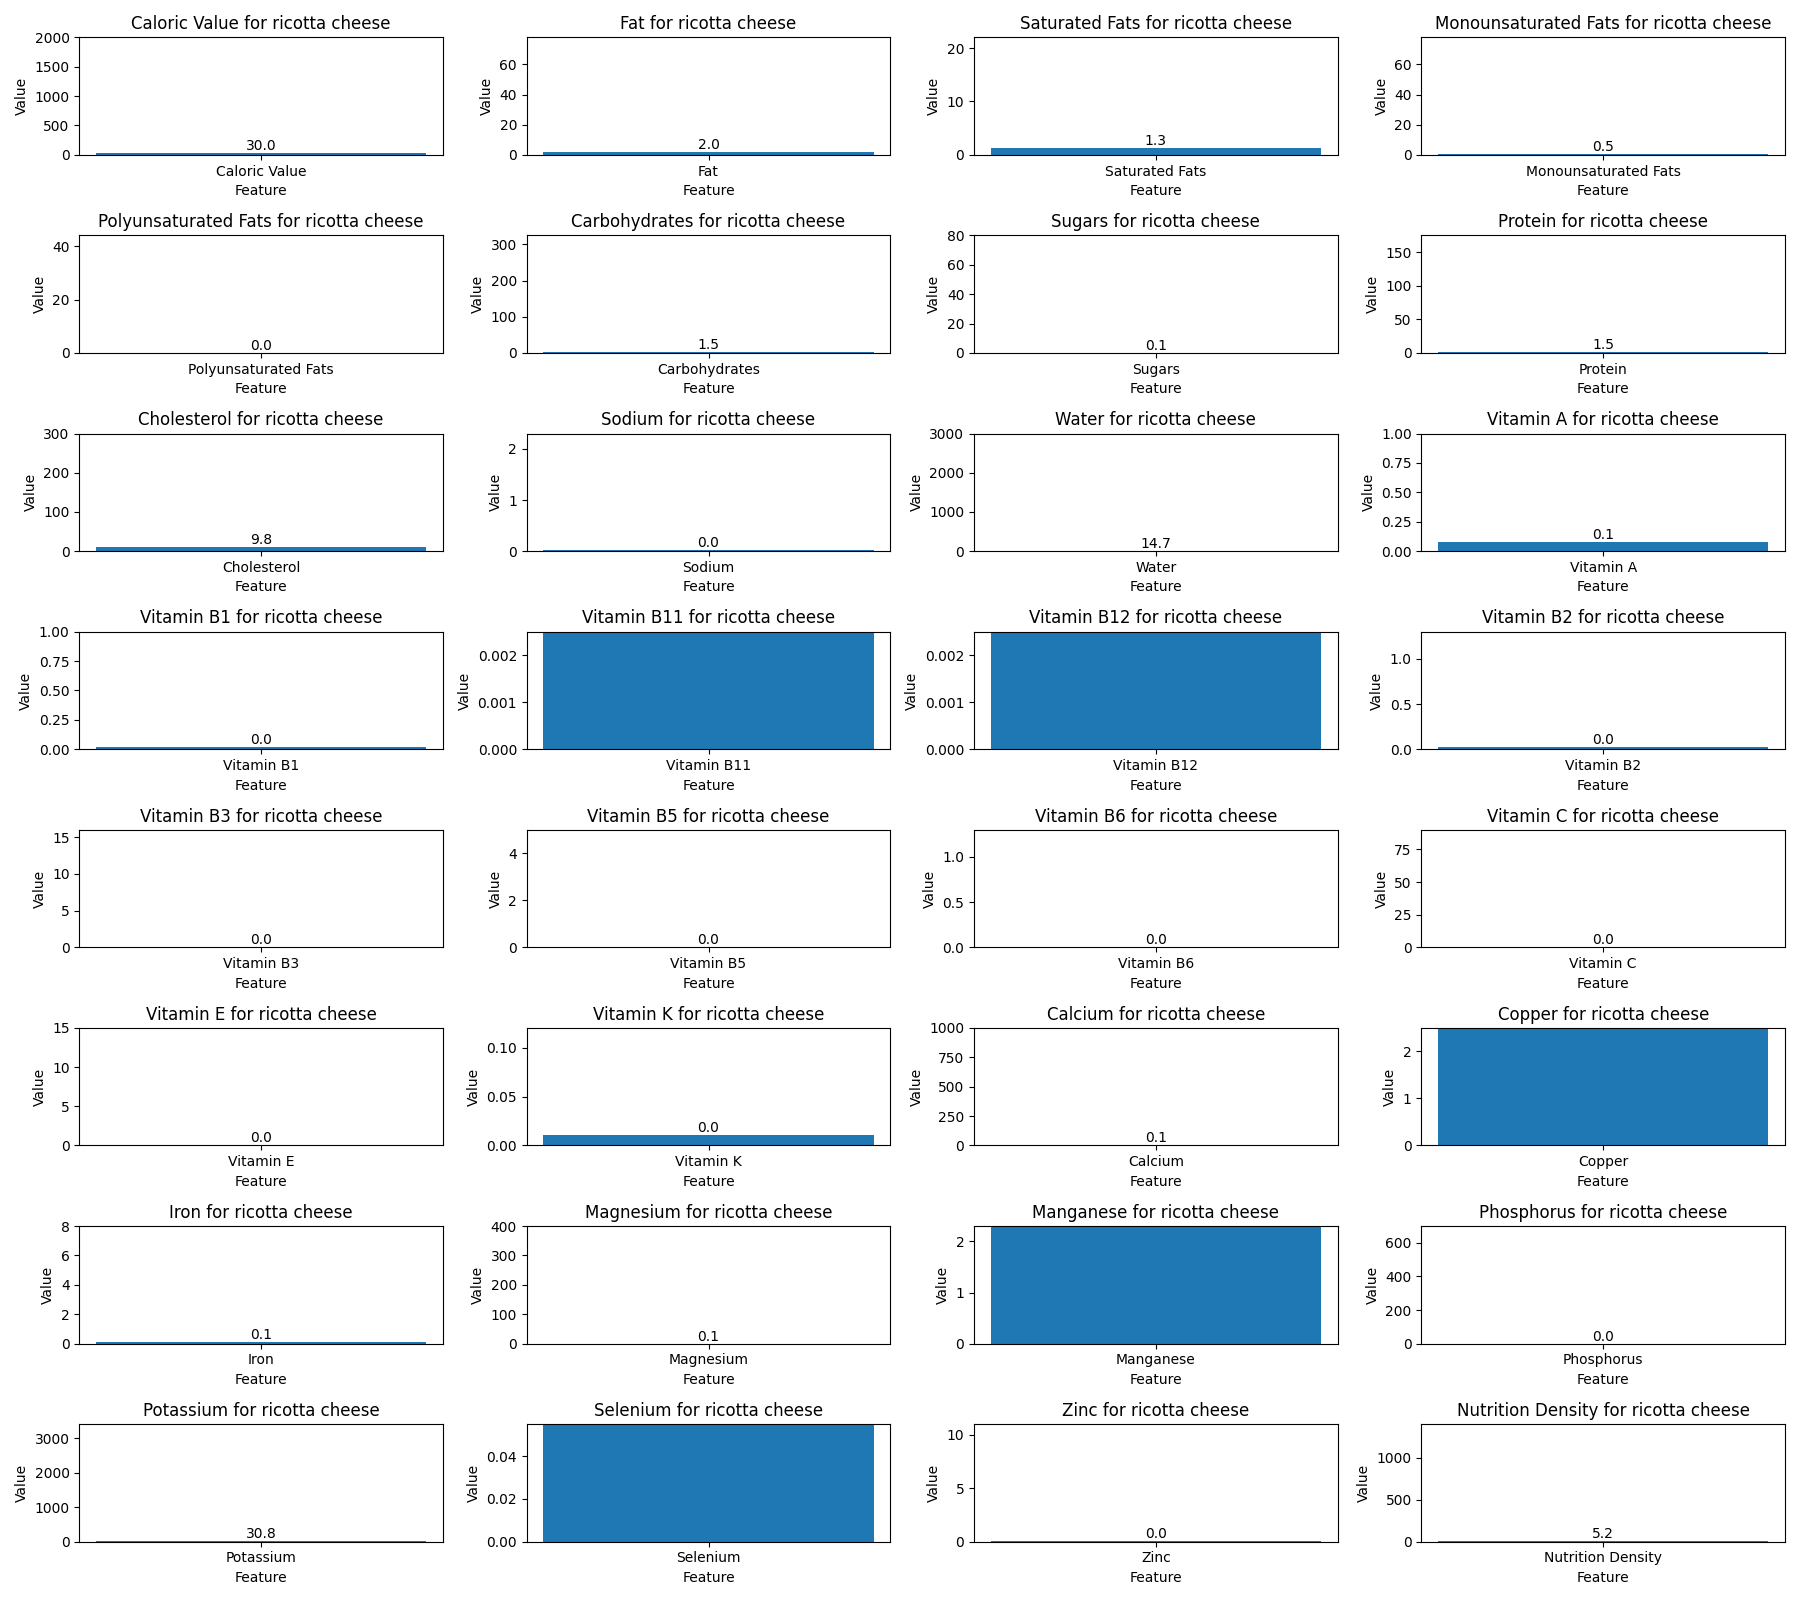 Caloric Value for ricotta cheese
2000
1500
1000
500
0
Value
30.0
Caloric Value
Feature
Fat for ricotta cheese
60
40
20
0
Value
2.0
Fat
Feature
Saturated Fats for ricotta cheese
20
10
0
Value
1.3
Saturated Fats
Feature
Monounsaturated Fats for ricotta cheese
60
40
20
0
Value
0.5
Monounsaturated Fats
Feature
Polyunsaturated Fats for ricotta cheese
40
20
0
Value
0.0
Polyunsaturated Fats
Feature
Carbohydrates for ricotta cheese
300
200
100
0
Value
1.5
Carbohydrates
Feature
Sugars for ricotta cheese
80
60
40
20
0
Value
0.1
Sugars
Feature
Protein for ricotta cheese
150
100
50
0
Value
1.5
Protein
Feature
Cholesterol for ricotta cheese
300
200
100
0
Value
9.8
Cholesterol
Feature
Sodium for ricotta cheese
2
1
0
Value
0.0
Sodium
Feature
Water for ricotta cheese
3000
2000
1000
0
Value
14.7
Water
Feature
Vitamin A for ricotta cheese
1.00
0.75
0.50
0.25
0.00
Value
0.1
Vitamin A
Feature
Vitamin B1 for ricotta cheese
1.00
0.75
0.50
0.25
0.00
Value
0.0
Vitamin B1
Feature
Vitamin B11 for ricotta cheese
0.002
0.001
0.000
Value
Vitamin B11
Feature
Vitamin B12 for ricotta cheese
0.002
0.001
0.000
Value
Vitamin B12
Feature
Vitamin B2 for ricotta cheese
1.0
0.5
0.0
Value
0.0
Vitamin B2
Feature
Vitamin B3 for ricotta cheese
15
10
5
0
Value
0.0
Vitamin B3
Feature
Vitamin B5 for ricotta cheese
4
2
0
Value
0.0
Vitamin B5
Feature
Vitamin B6 for ricotta cheese
1.0
0.5
0.0
Value
0.0
Vitamin B6
Feature
Vitamin C for ricotta cheese
75
50
25
0
Value
0.0
Vitamin C
Feature
Vitamin E for ricotta cheese
15
10
5
0
Value
0.0
Vitamin E
Feature
Vitamin K for ricotta cheese
0.10
0.05
0.00
Value
0.0
Vitamin K
Feature
Calcium for ricotta cheese
1000
750
500
250
0
Value
0.1
Calcium
Feature
Copper for ricotta cheese
2
1
0
Value
Copper
Feature
Iron for ricotta cheese
8
6
4
2
0
Value
0.1
Iron
Feature
Magnesium for ricotta cheese
400
300
200
100
0
Value
0.1
Magnesium
Feature
Manganese for ricotta cheese
2
1
0
Value
Manganese
Feature
Phosphorus for ricotta cheese
600
400
200
0
Value
0.0
Phosphorus
Feature
Potassium for ricotta cheese
3000
2000
1000
0
Value
30.8
Potassium
Feature
Selenium for ricotta cheese
0.04
0.02
0.00
Value
Selenium
Feature
Zinc for ricotta cheese
10
5
0
Value
0.0
Zinc
Feature
Nutrition Density for ricotta cheese
1000
500
0
Value
5.2
Nutrition Density
Feature